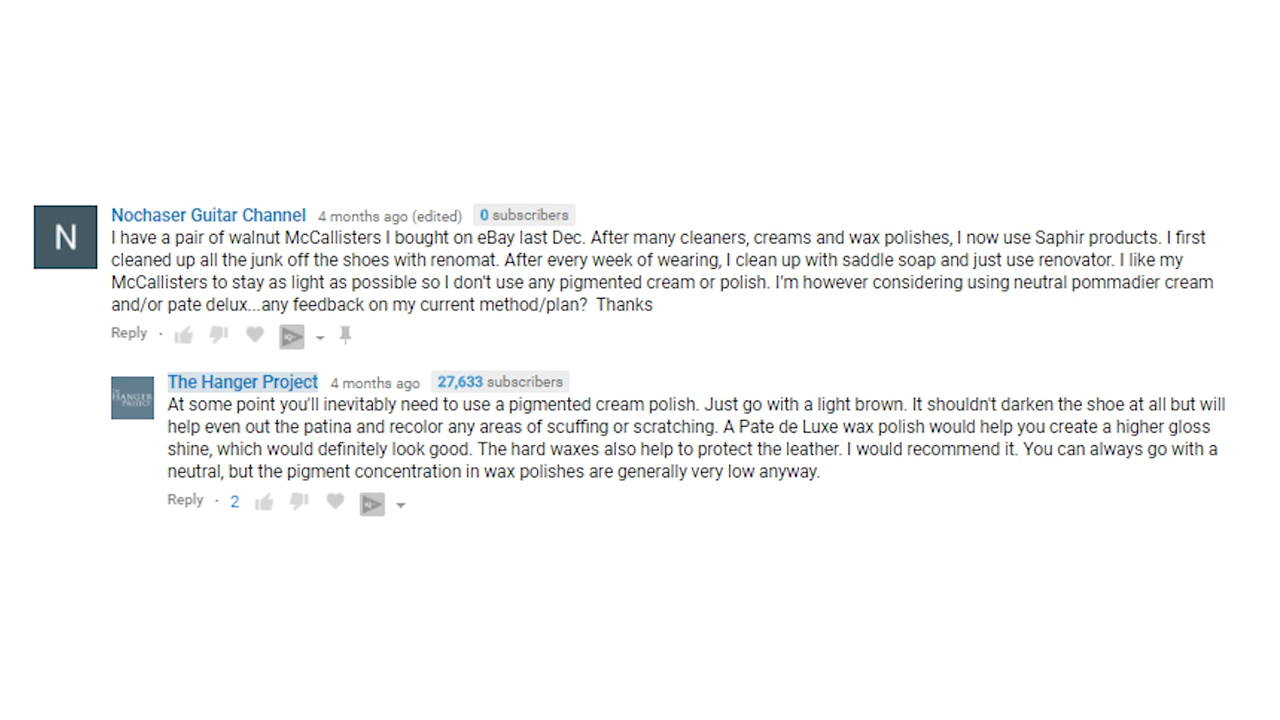 N
Nochaser Guitar Channel 4 months ago (edited) 0 subscribers
I have a pair of walnut McCallisters I bought on eBay last Dec. After many cleaners, creams and wax polishes, I now use Saphir products. I first
cleaned up all the junk off the shoes with renomat. After every week of wearing, I clean up with saddle soap and just use renovator. I like my
McCallisters to stay as light as possible so I don't use any pigmented cream or polish. I'm however considering using neutral pommadier cream
and/or pate delux...any feedback on my current method/plan?  Thanks
Reply ·
The Hanger Project 4 months ago 27,633 subscribers
THE
HANGER
PROJECT
At some point you'll inevitably need to use a pigmented cream polish. Just go with a light brown. It shouldn't darken the shoe at all but will
help even out the patina and recolor any areas of scuffing or scratching. A Pate de Luxe wax polish would help you create a higher gloss
shine, which would definitely look good. The hard waxes also help to protect the leather. I would recommend it. You can always go with a
neutral, but the pigment concentration in wax polishes are generally very low anyway.
Reply · 2